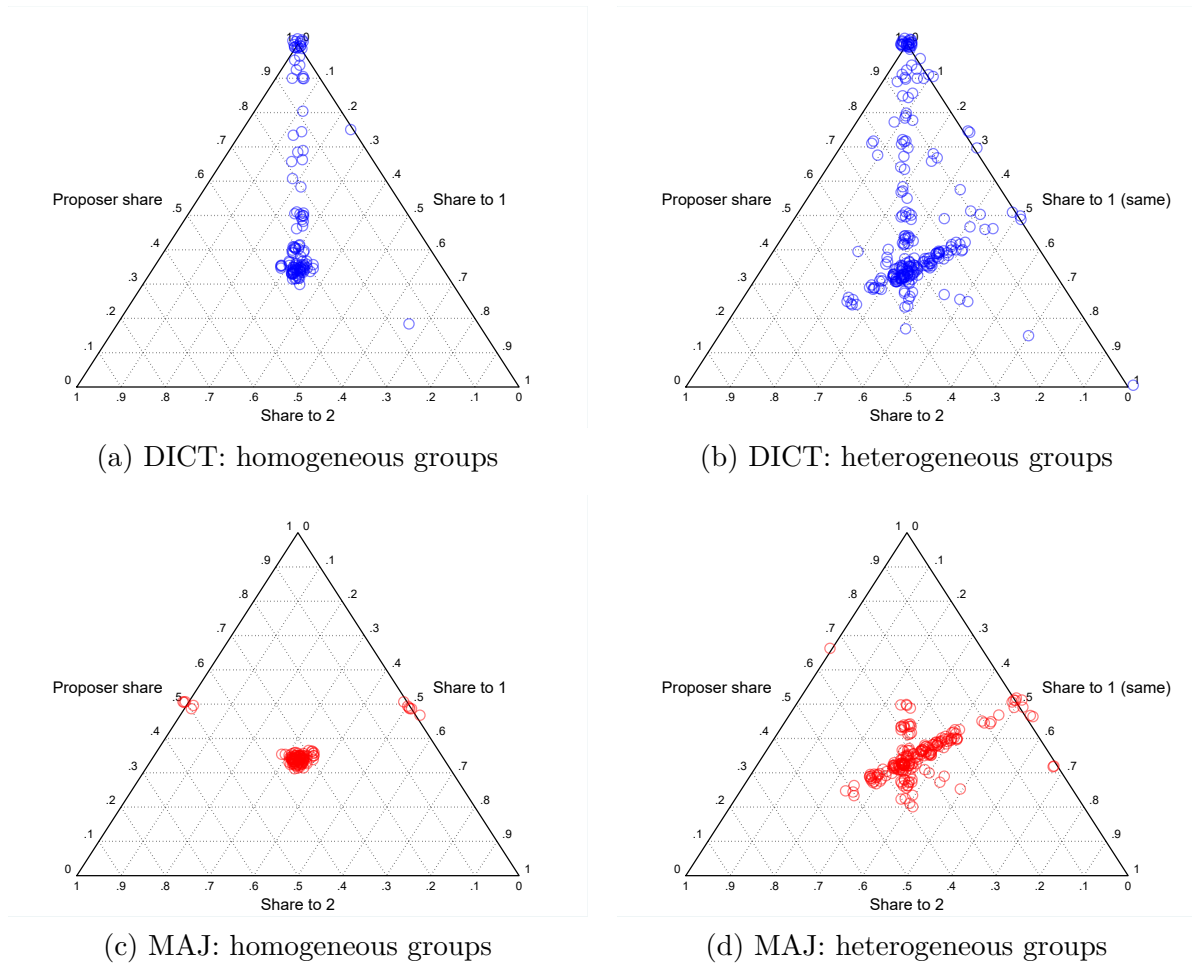 1 0
.9 .1
.8 .2
.7 .3
.6 .4
Proposer share .5 .5 Share to 1
.4 .6
.3 .7
.2 .8
.1 .9
0 1
1 .9 .8 .7 .6 .5 .4 .3 .2 .1 0
Share to 2
(a) DICT: homogeneous groups
1 0
.9 .1
.8 .2
.7 .3
.6 .4
Proposer share .5 .5 Share to 1 (same)
.4 .6
.3 .7
.2 .8
.1 .9
0 1
1 .9 .8 .7 .6 .5 .4 .3 .2 .1 0
Share to 2
(b) DICT: heterogeneous groups
1 0
.9 .1
.8 .2
.7 .3
.6 .4
Proposer share .5 .5 Share to 1
.4 .6
.3 .7
.2 .8
.1 .9
0 1
1 .9 .8 .7 .6 .5 .4 .3 .2 .1 0
Share to 2
(c) MAJ: homogeneous groups
1 0
.9 .1
.8 .2
.7 .3
.6 .4
Proposer share .5 .5 Share to 1 (same)
.4 .6
.3 .7
.2 .8
.1 .9
0 1
1 .9 .8 .7 .6 .5 .4 .3 .2 .1 0
Share to 2
(d) MAJ: heterogeneous groups